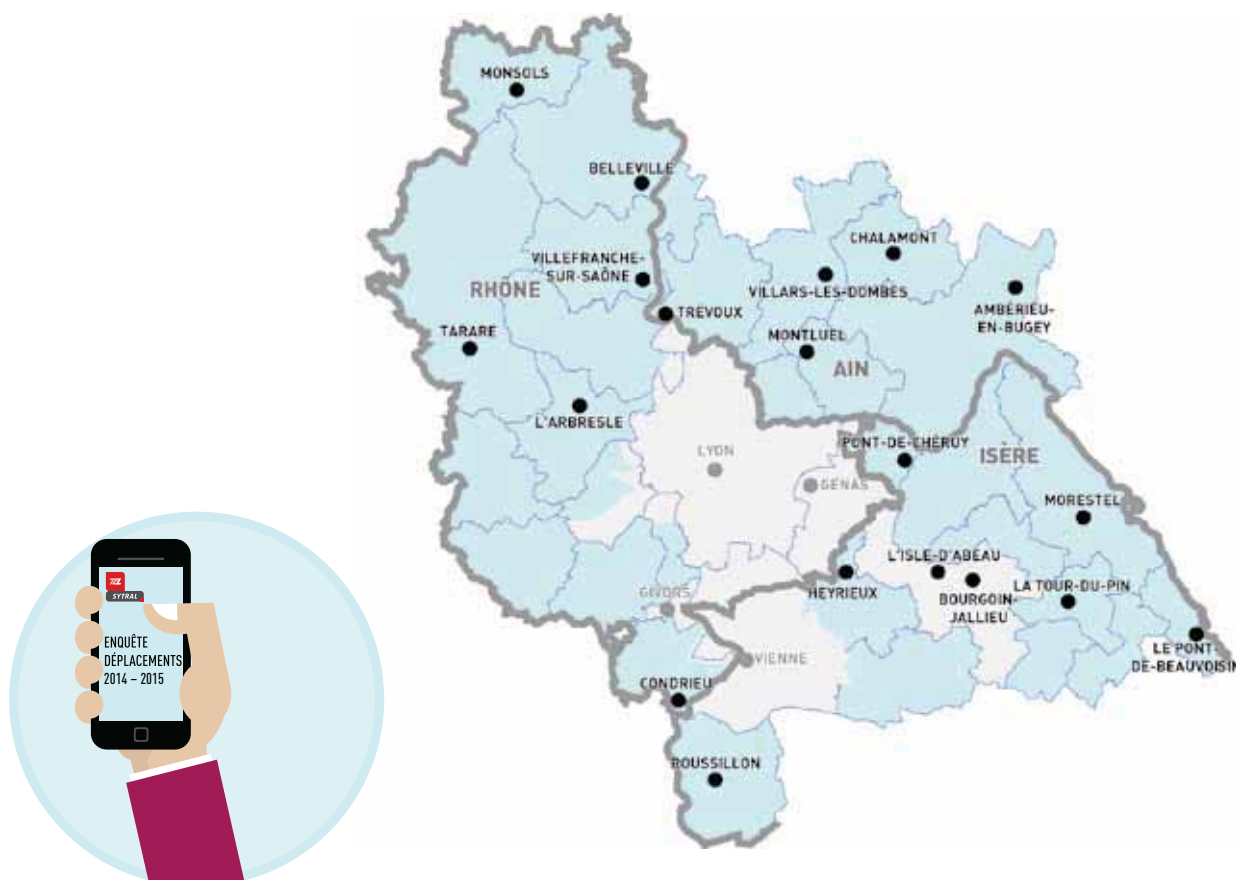 MONSOLS
BELLEVILLE
CHALAMONT
VILLEFRANCHE-
SUR-SAÔNE
RHÔNE
VILLARS-LES-DOMBES
TRÉVOUX
AMBÉRIEU-
EN-BUGEY
TARARE
MONTLUEL
AIN
L'ARBRESLE
PONT-DE-CHÉRUY
ISÈRE
LYON
GENAS
MORESTEL
L'ISLE-D'ABEAU
HEYRIEUX
BOURGOIN-
JALLIEU
LA TOUR-DU-PIN
GIVORS
LE PONT-
DE-BEAUVOISIN
VIENNE
CONDRIEU
ROUSSILLON
TCL
SYTRAL
ENQUÊTE
DÉPLACEMENTS
2014 – 2015